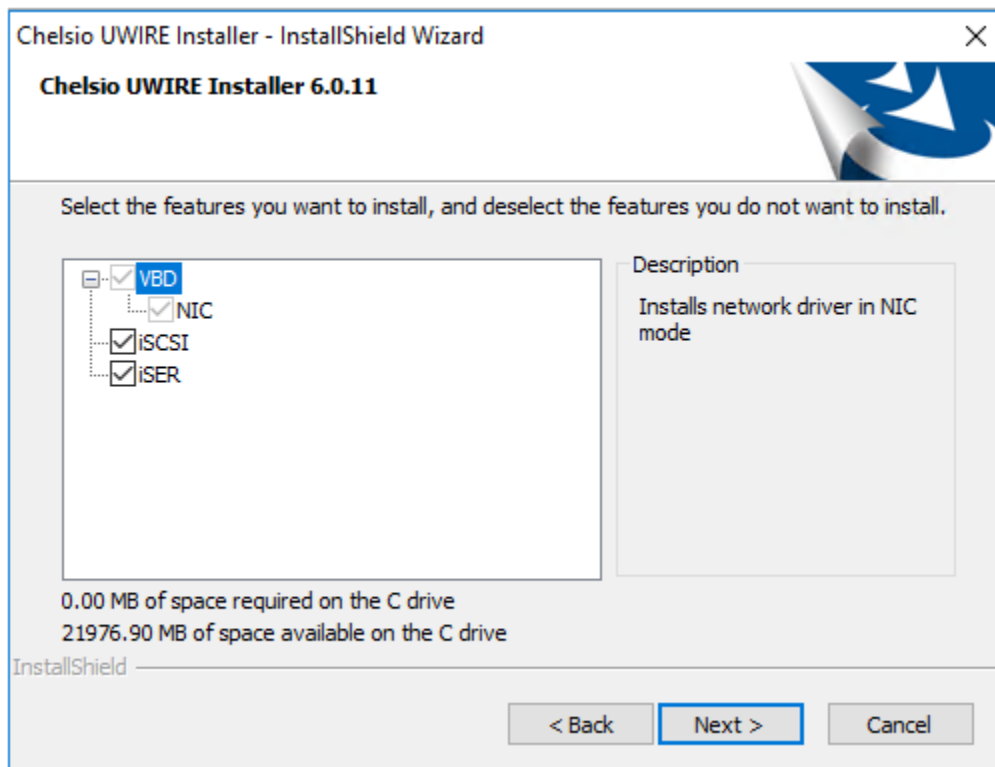 Chelsio UWIRE Installer - InstallShield Wizard
Chelsio UWIRE Installer 6.0.11
Select the features you want to install, and deselect the features you do not want to install.
VBD
NIC
iSCSI
iSER
Description
Installs network driver in NIC
mode
0.00 MB of space required on the C drive
21976.90 MB of space available on the C drive
InstallShield
< Back
Next >
Cancel